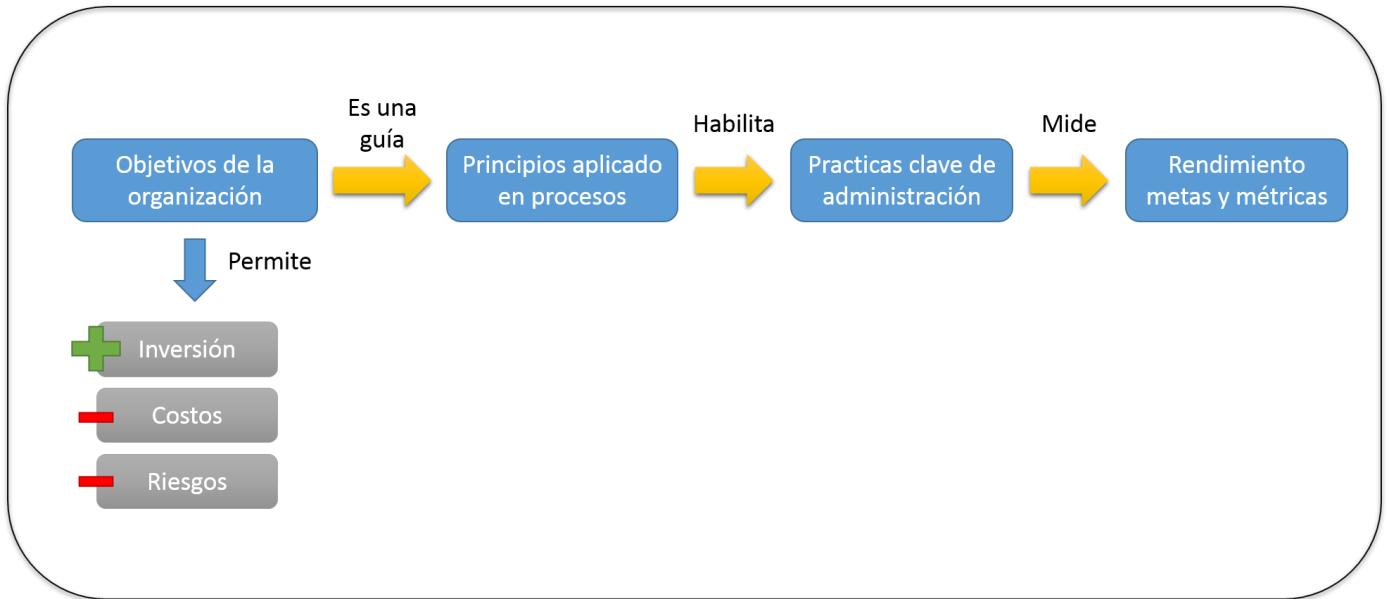 Es una
guía
Habilita
Mide
Objetivos de la
organización
Principios aplicado
en procesos
Practicas clave de
administración
Rendimiento
metas y métricas
Permite
Inversión
Costos
Riesgos